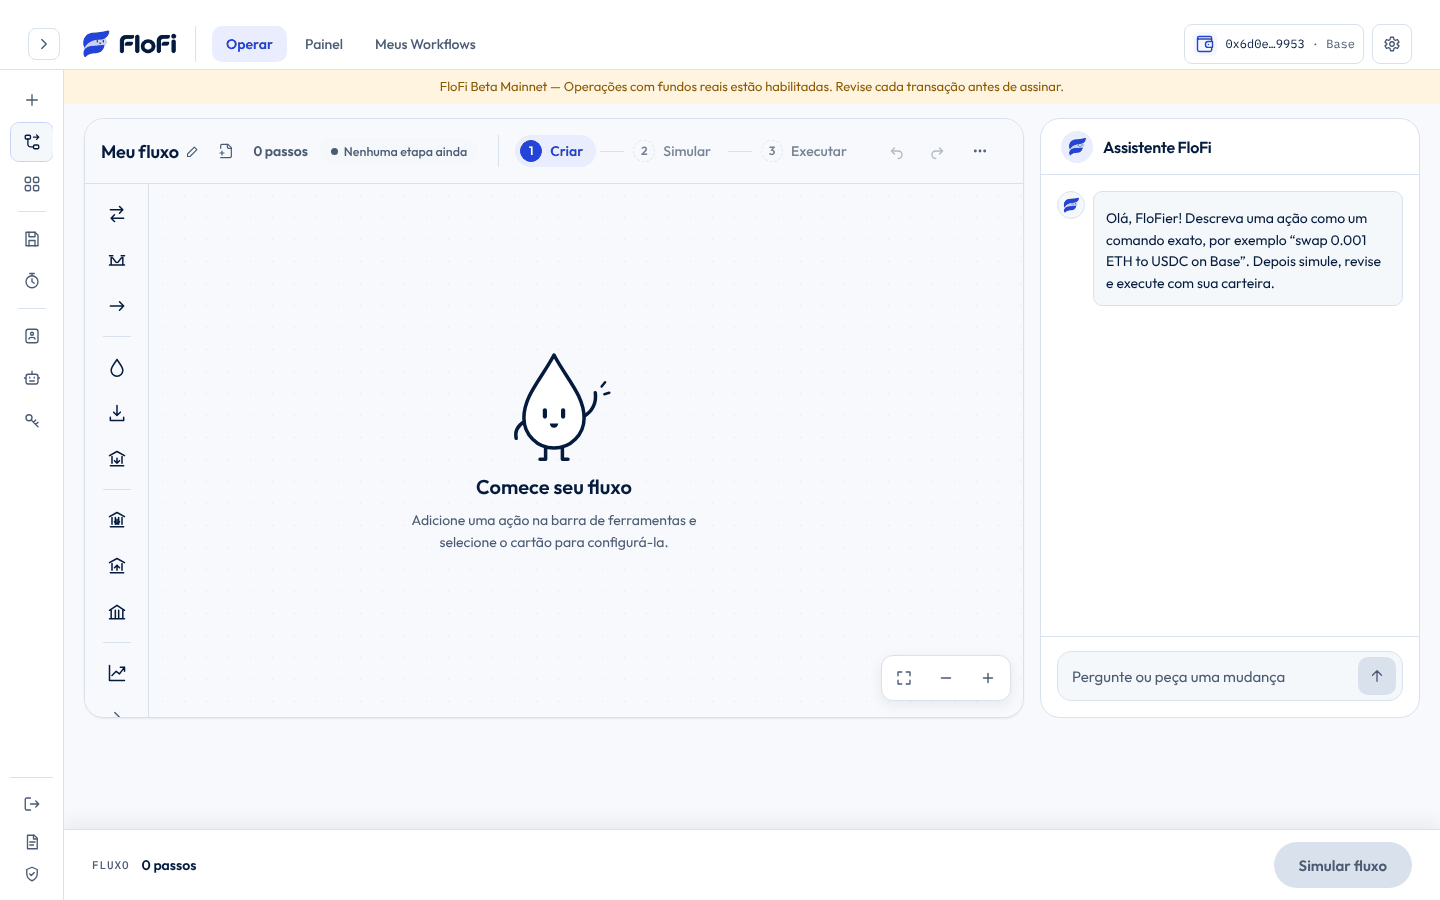 FloFi
Operar
Painel
Meus Workflows
0x6d0e…9953 · Base
FloFi Beta Mainnet — Operações com fundos reais estão habilitadas. Revise cada transação antes de assinar.
Meu fluxo
0 passos
Nenhuma etapa ainda
1 Criar
2 Simular
3 Executar
Assistente FloFi
Olá, FloFier! Descreva uma ação como um
comando exato, por exemplo “swap 0.001
ETH to USDC on Base”. Depois simule, revise
e execute com sua carteira.
Comece seu fluxo
Adicione uma ação na barra de ferramentas e
selecione o cartão para configurá-la.
Pergunte ou peça uma mudança
FLUXO 0 passos
Simular fluxo